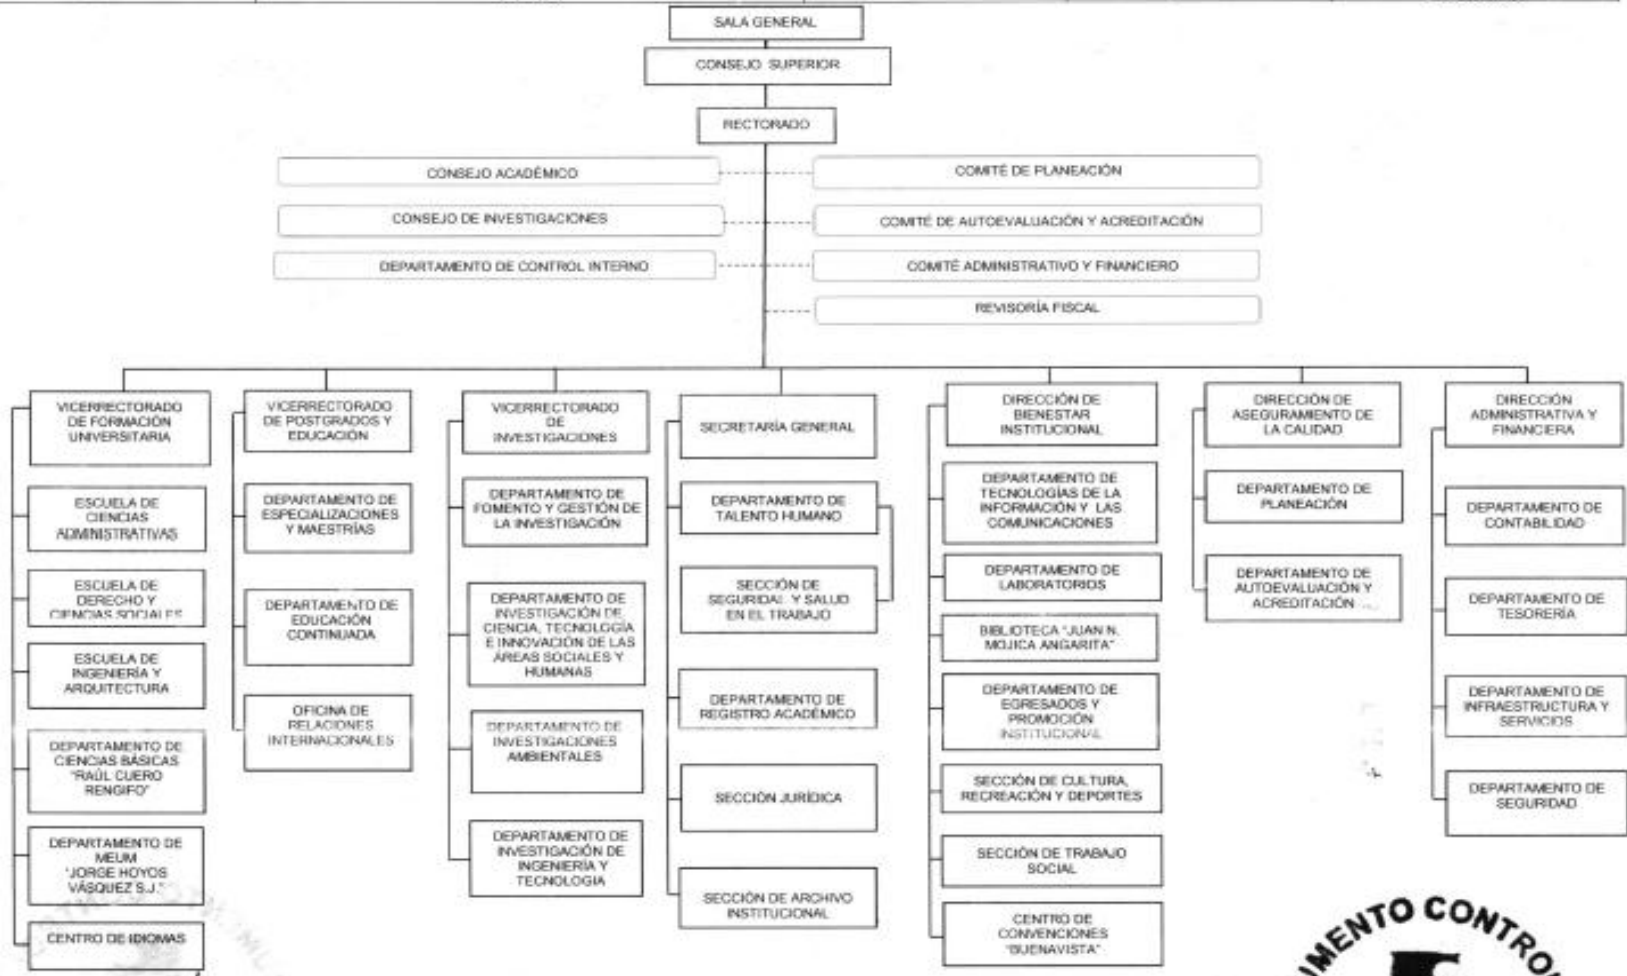 SALA GENERAL
CONSEJO SUPERIOR
RECTORADO
CONSEJO ACADÉMICO
COMITÉ DE PLANEACIÓN
CONSEJO DE INVESTIGACIONES
COMITÉ DE AUTOEVALUACIÓN Y ACREDITACIÓN
DEPARTAMENTO DE CONTROL INTERNO
COMITÉ ADMINISTRATIVO Y FINANCIERO
REVISORÍA FISCAL
VICERRECTORADO
DE FORMACIÓN
UNIVERSITARIA
ESCUELA DE
CIENCIAS
ADMINISTRATIVAS
ESCUELA DE
DERECHO Y
CIENCIAS SOCIALES
ESCUELA DE
INGENIERÍA Y
ARQUITECTURA
DEPARTAMENTO DE
CIENCIAS BÁSICAS
"RAÚL CUERO
RENGIFO"
DEPARTAMENTO DE
MEUM
"JORGE HOYOS
VÁSQUEZ S.J."
CENTRO DE IDIOMAS
VICERRECTORADO
DE POSTGRADOS Y
EDUCACIÓN
DEPARTAMENTO DE
ESPECIALIZACIONES
Y MAESTRÍAS
DEPARTAMENTO DE
EDUCACIÓN
CONTINUADA
OFICINA DE
RELACIONES
INTERNACIONALES
VICERRECTORADO
DE
INVESTIGACIONES
DEPARTAMENTO DE
FOMENTO Y GESTIÓN DE
LA INVESTIGACIÓN
DEPARTAMENTO DE
INVESTIGACIÓN DE
CIENCIA, TECNOLOGÍA
E INNOVACIÓN DE LAS
ÁREAS SOCIALES Y
HUMANAS
DEPARTAMENTO DE
INVESTIGACIONES
AMBIENTALES
DEPARTAMENTO DE
INVESTIGACIÓN DE
INGENIERÍA Y
TECNOLOGIA
SECRETARÍA GENERAL
DEPARTAMENTO DE
TALENTO HUMANO
SECCIÓN DE
SEGURIDAD Y SALUD
EN EL TRABAJO
DEPARTAMENTO DE
REGISTRO ACADÉMICO
SECCIÓN JURÍDICA
SECCIÓN DE ARCHIVO
INSTITUCIONAL
DIRECCIÓN DE
BIENESTAR
INSTITUCIONAL
DEPARTAMENTO DE
TECNOLOGÍAS DE LA
INFORMACIÓN Y LAS
COMUNICACIONES
DEPARTAMENTO DE
LABORATORIOS
BIBLIOTECA "JUAN N.
MOJICA ANGARITA"
DEPARTAMENTO DE
EGRESADOS Y
PROMOCIÓN
INSTITUCIONAL
SECCIÓN DE CULTURA,
RECREACIÓN Y DEPORTES
SECCIÓN DE TRABAJO
SOCIAL
CENTRO DE
CONVENCIONES
"BUENAVISTA"
DIRECCIÓN DE
ASEGURAMIENTO DE
LA CALIDAD
DEPARTAMENTO DE
PLANEACIÓN
DEPARTAMENTO DE
AUTOEVALUACIÓN Y
ACREDITACIÓN
DIRECCIÓN
ADMINISTRATIVA Y
FINANCIERA
DEPARTAMENTO DE
CONTABILIDAD
DEPARTAMENTO DE
TESORERÍA
DEPARTAMENTO DE
INFRAESTRUCTURA Y
SERVICIOS
DEPARTAMENTO DE
SEGURIDAD
UMENTO CONTRO